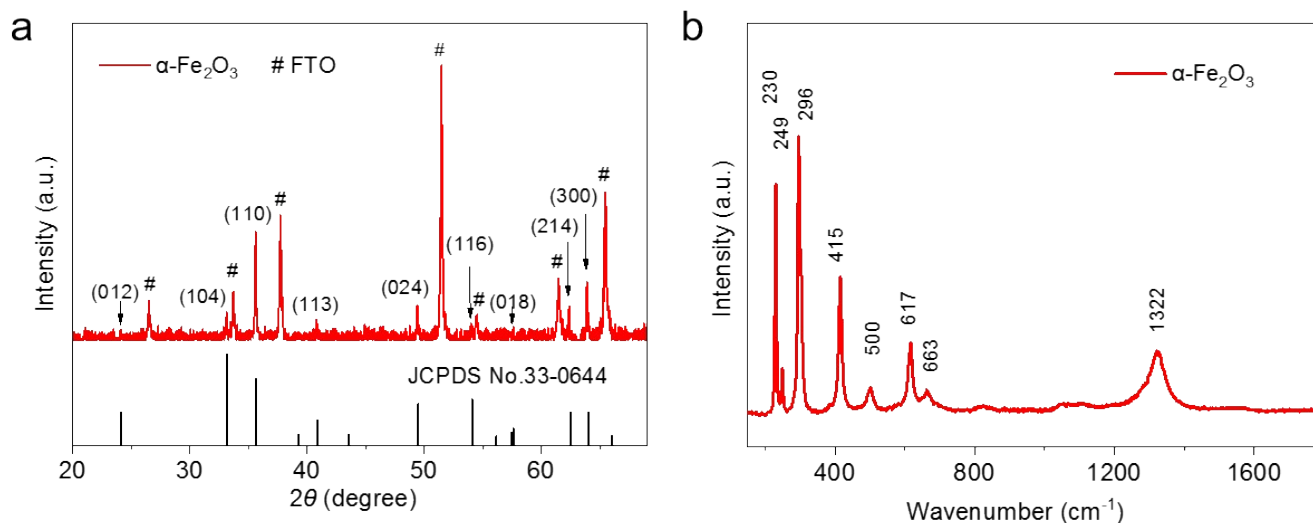 a
α-Fe₂O₃ # FTO
Intensity (a.u.)
(012)
#
(104)
#
(110)
#
(113)
(024)
#
(116)
#
(018)
#
(214)
(300)
#
JCPDS No.33-0644
20 30 40 50 60
2θ (degree)
b
α-Fe₂O₃
Intensity (a.u.)
230
249
296
415
500
617
663
1322
400 800 1200 1600
Wavenumber (cm⁻¹)